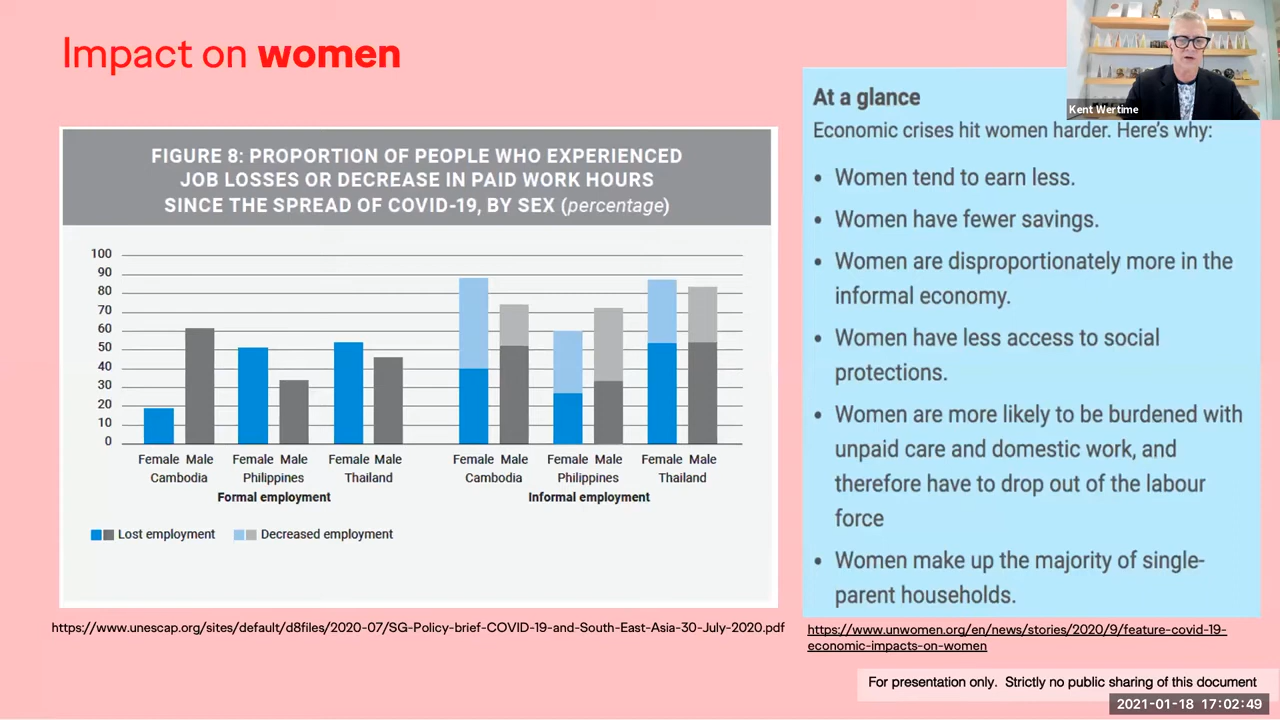 Impact on women
Kent Wertime
FIGURE 8: PROPORTION OF PEOPLE WHO EXPERIENCED
JOB LOSSES OR DECREASE IN PAID WORK HOURS
SINCE THE SPREAD OF COVID-19, BY SEX (percentage)
100
90
80
70
60
50
40
30
20
10
0
Female Male Female Male Female Male Female Male Female Male Female Male
Cambodia Philippines Thailand Cambodia Philippines Thailand
Formal employment Informal employment
Lost employment Decreased employment
https://www.unescap.org/sites/default/d8files/2020-07/SG-Policy-brief-COVID-19-and-South-East-Asia-30-July-2020.pdf
At a glance
Economic crises hit women harder. Here's why:
• Women tend to earn less.
• Women have fewer savings.
• Women are disproportionately more in the
informal economy.
• Women have less access to social
protections.
• Women are more likely to be burdened with
unpaid care and domestic work, and
therefore have to drop out of the labour
force
• Women make up the majority of single-
parent households.
https://www.unwomen.org/en/news/stories/2020/9/feature-covid-19-
economic-impacts-on-women
For presentation only. Strictly no public sharing of this document
2021-01-18 17:02:49